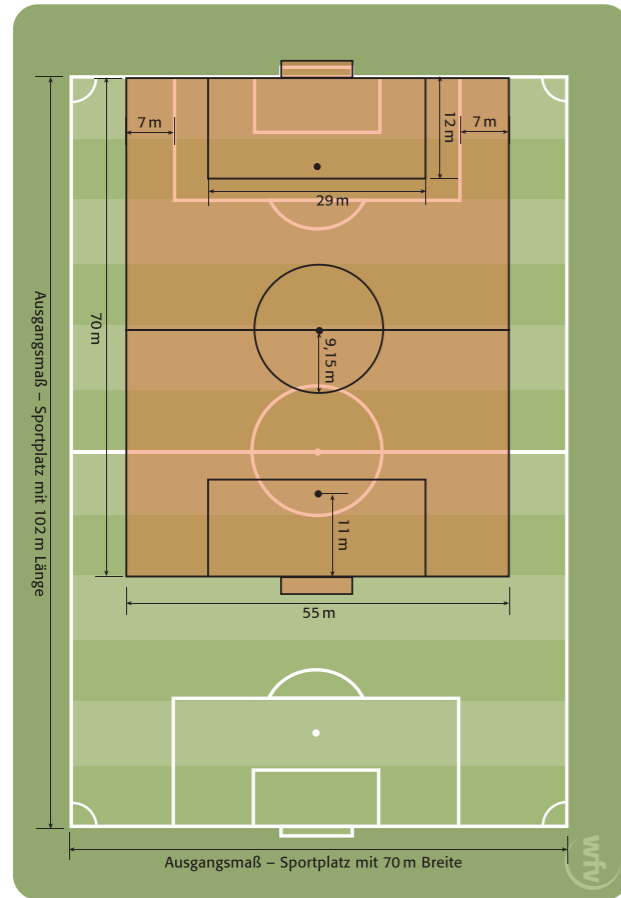 7 m
12 m
7 m
29 m
70 m
9,15 m
Ausgangsmaß – Sportplatz mit 102 m Länge
11 m
55 m
Ausgangsmaß – Sportplatz mit 70 m Breite
wfv